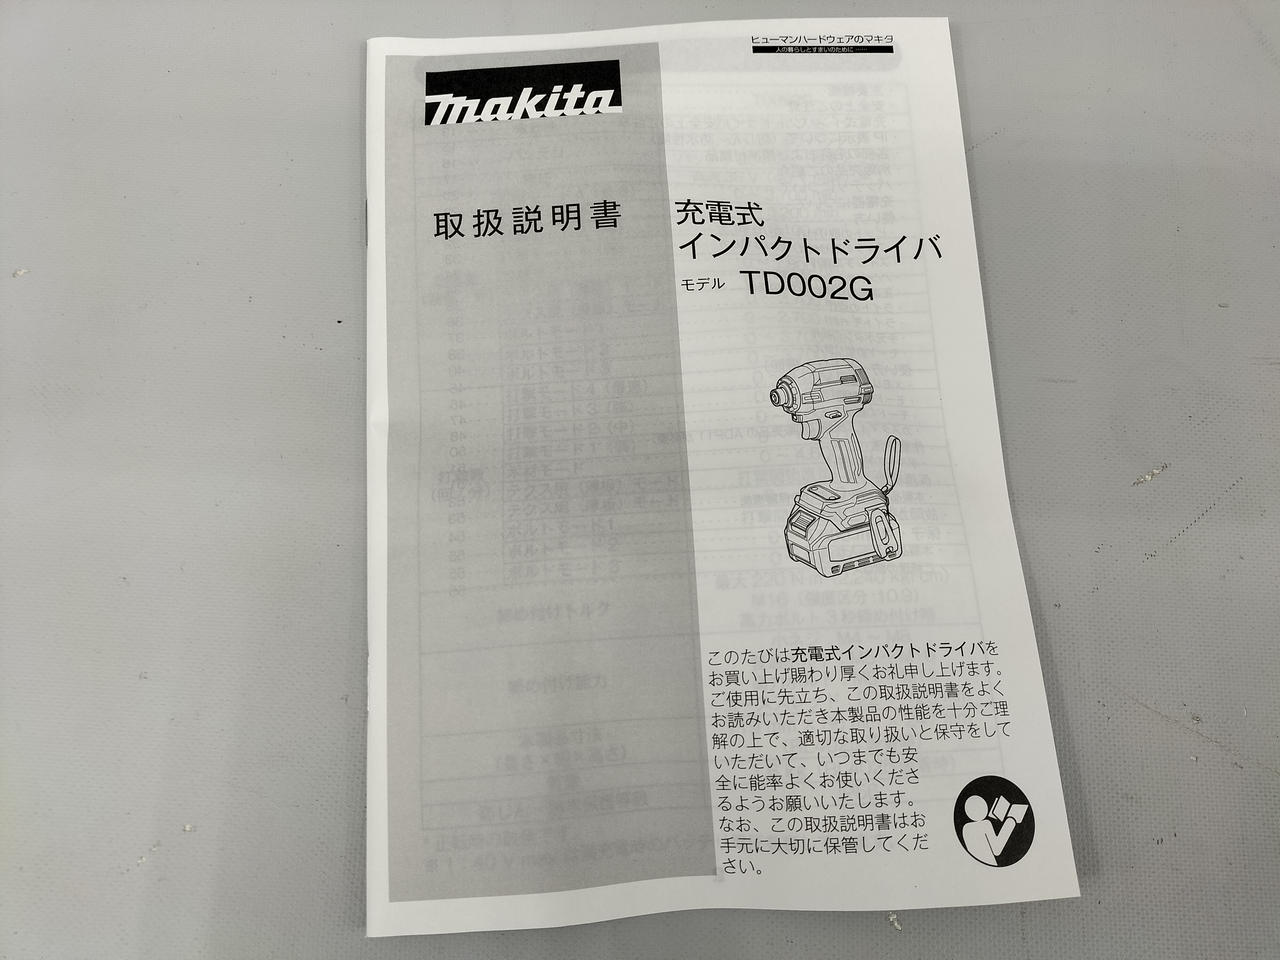 ヒューマンハードウェアのマキタ
人の暮らしとすまいのために……
makita
取扱説明書
充電式
インパクトドライバ
モデル TD002G
このたびは充電式インパクトドライバを
お買い上げ賜わり厚くお礼申し上げます。
ご使用に先立ち、この取扱説明書をよく
お読みいただき本製品の性能を十分ご理
解の上で、適切な取り扱いと保守をして
いただいて、いつまでも安
全に能率よくお使いくださ
るようお願いいたします。
なお、この取扱説明書はお
手元に大切に保管してくだ
さい。